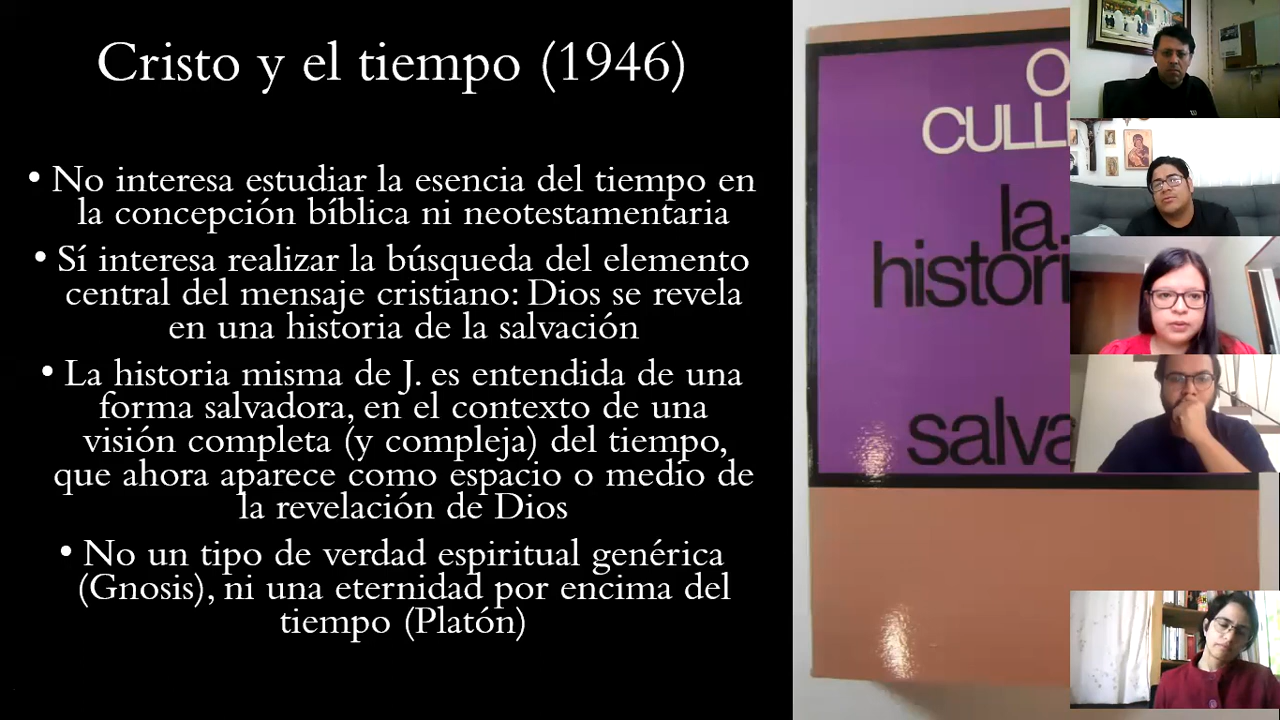 Cristo y el tiempo (1946)
• No interesa estudiar la esencia del tiempo en
la concepción bíblica ni neotestamentaria
• Sí interesa realizar la búsqueda del elemento
central del mensaje cristiano: Dios se revela
en una historia de la salvación
• La historia misma de J. es entendida de una
forma salvadora, en el contexto de una
visión completa (y compleja) del tiempo,
que ahora aparece como espacio o medio de
la revelación de Dios
• No un tipo de verdad espiritual genérica
(Gnosis), ni una eternidad por encima del
tiempo (Platón)
O
CULL
la
histori
salva